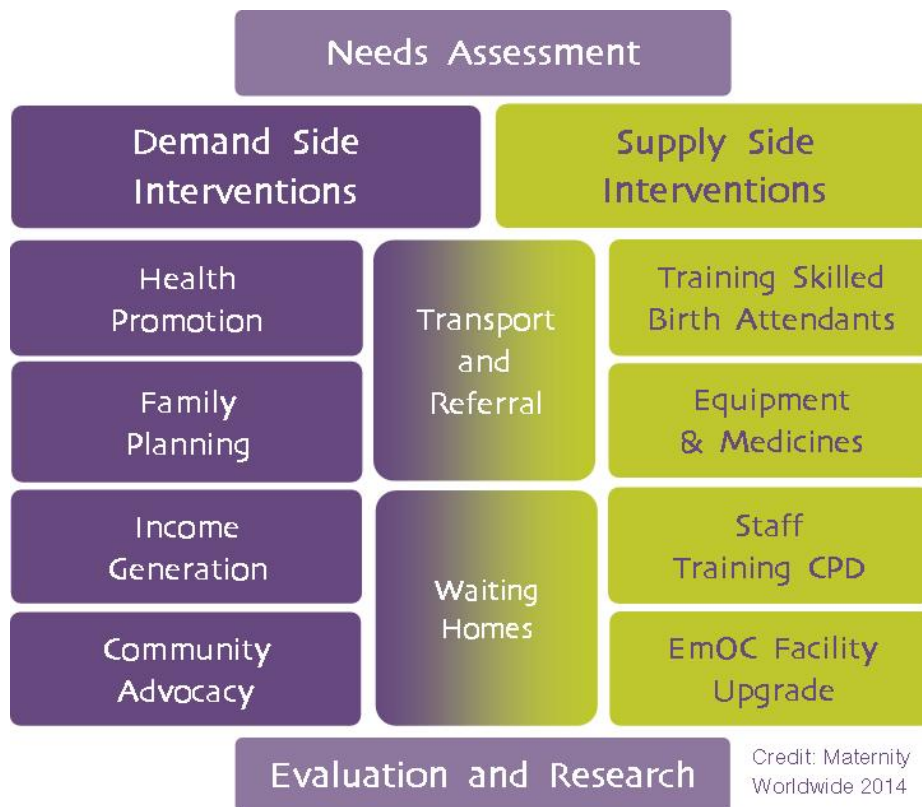 Needs Assessment
Demand Side
Interventions
Supply Side
Interventions
Health
Promotion
Transport
and
Referral
Training Skilled
Birth Attendants
Family
Planning
Equipment
& Medicines
Income
Generation
Waiting
Homes
Staff
Training CPD
Community
Advocacy
EmOC Facility
Upgrade
Evaluation and Research
Credit: Maternity
Worldwide 2014